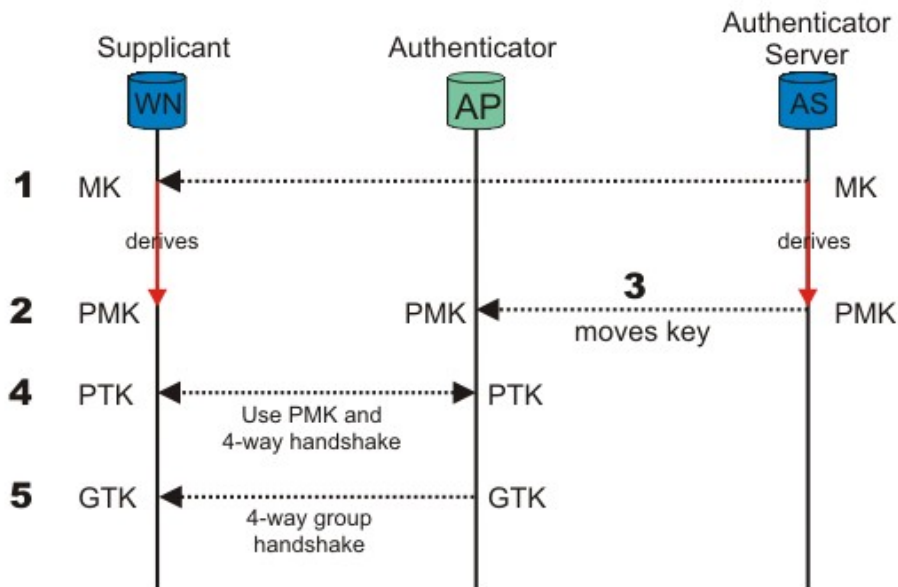 Supplicant
Authenticator
Authenticator
Server
WN
AP
AS
1
MK
MK
derives
derives
3
2
PMK
PMK
PMK
moves key
4
PTK
PTK
Use PMK and
4-way handshake
5
GTK
GTK
4-way group
handshake